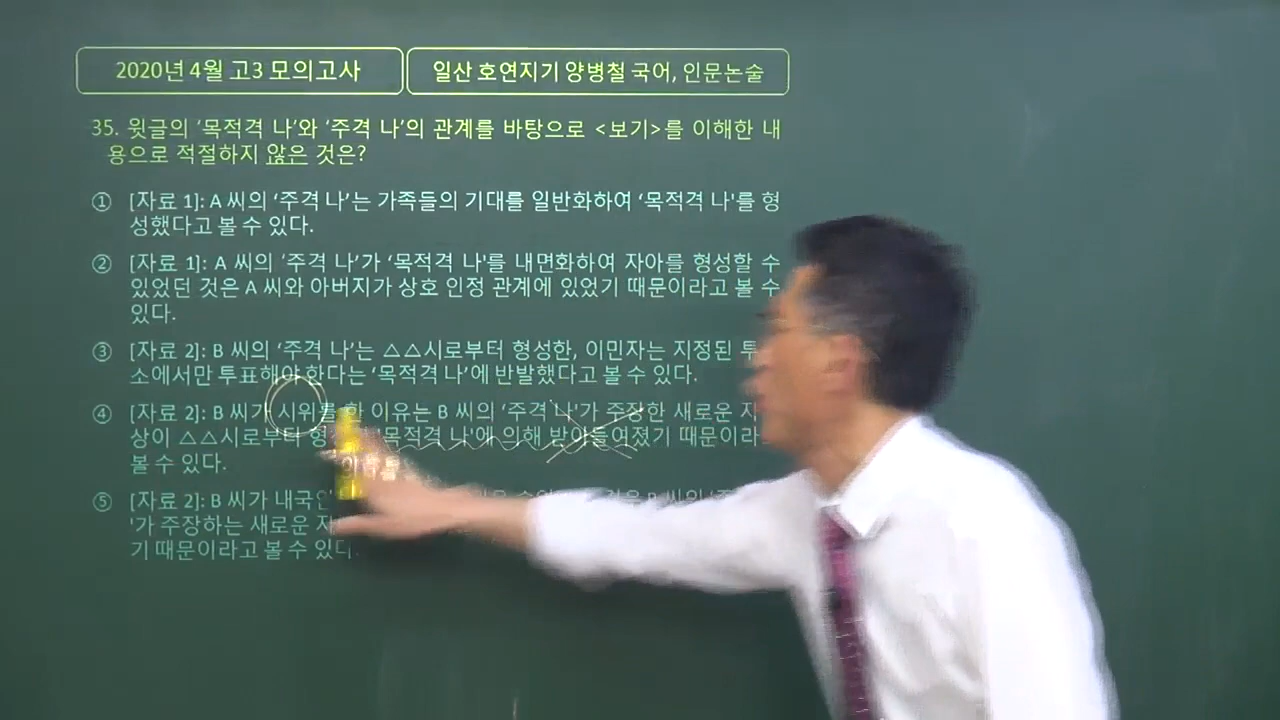 2020년 4월 고3 모의고사
일산 호연지기 양병철 국어, 인문논술
35. 윗글의 '목적격 나'와 '주격 나'의 관계를 바탕으로 <보기>를 이해한 내
용으로 적절하지 않은 것은?
① [자료 1]: A 씨의 '주격 나'는 가족들의 기대를 일반화하여 '목적격 나'를 형
성했다고 볼 수 있다.
② [자료 1]: A 씨의 '주격 나'가 '목적격 나'를 내면화하여 자아를 형성할 수
있었던 것은 A 씨와 아버지가 상호 인정 관계에 있었기 때문이라고 볼 수
있다.
③ [자료 2]: B 씨의 '주격 나'는 △△시로부터 형성한, 이민자는 지정된 투
소에서만 투표해야 한다는 '목적격 나'에 반발했다고 볼 수 있다.
④ [자료 2]: B 씨가 시위를 한 이유는 B 씨의 '주격 나'가 주장한 새로운
상이 △△시로부터 '목적격 나'에 의해 받아들여졌기 때문이라
볼 수 있다.
⑤ [자료 2]: B 씨가
'가 주장하는 새로운
기 때문이라고 볼 수 있다.